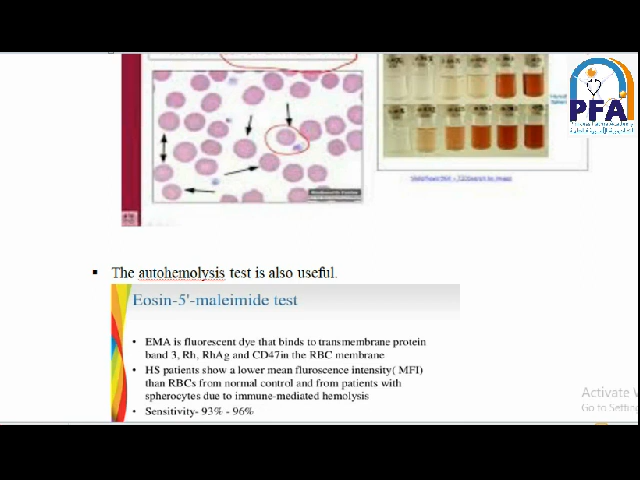 PFA
▪ The autohemolysis test is also useful.
Eosin-5'-maleimide test
• EMA is fluorescent dye that binds to transmembrane protein
band 3, Rh, RhAg and CD47in the RBC membrane
• HS patients show a lower mean fluroscence intensity( MFI)
than RBCs from normal control and from patients with
spherocytes due to immune-mediated hemolysis
• Sensitivity- 93% - 96%
Activate
Go to Settin